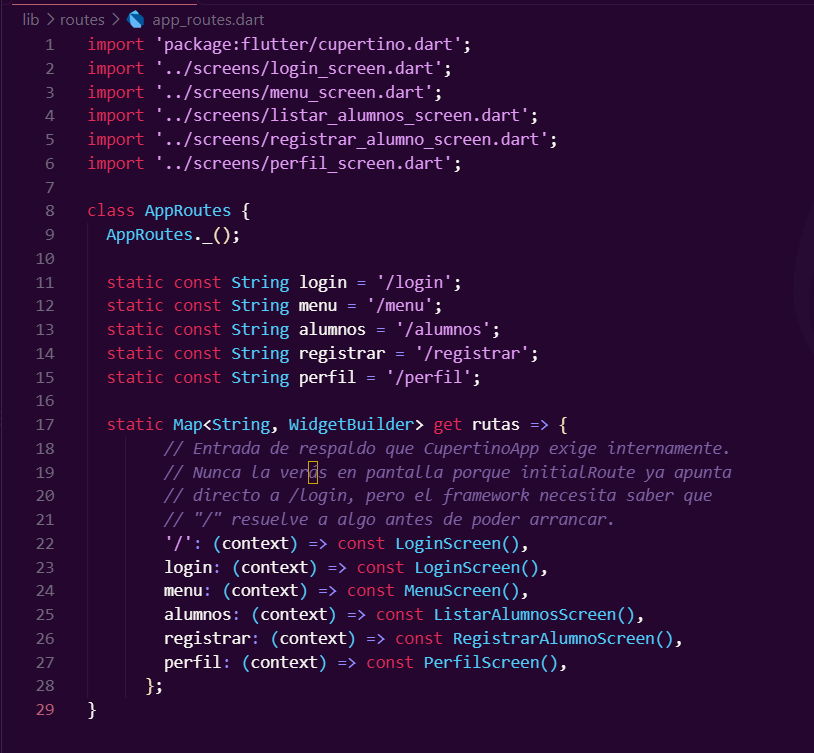 lib > routes > app_routes.dart
1 import 'package:flutter/cupertino.dart';
2 import '../screens/login_screen.dart';
3 import '../screens/menu_screen.dart';
4 import '../screens/listar_alumnos_screen.dart';
5 import '../screens/registrar_alumno_screen.dart';
6 import '../screens/perfil_screen.dart';
7
8 class AppRoutes {
9   AppRoutes._();
10
11   static const String login = '/login';
12   static const String menu = '/menu';
13   static const String alumnos = '/alumnos';
14   static const String registrar = '/registrar';
15   static const String perfil = '/perfil';
16
17   static Map<String, WidgetBuilder> get rutas => {
18         // Entrada de respaldo que CupertinoApp exige internamente.
19         // Nunca la verás en pantalla porque initialRoute ya apunta
20         // directo a /login, pero el framework necesita saber que
21         // "/" resuelve a algo antes de poder arrancar.
22         '/': (context) => const LoginScreen(),
23         login: (context) => const LoginScreen(),
24         menu: (context) => const MenuScreen(),
25         alumnos: (context) => const ListarAlumnosScreen(),
26         registrar: (context) => const RegistrarAlumnoScreen(),
27         perfil: (context) => const PerfilScreen(),
28       };
29 }